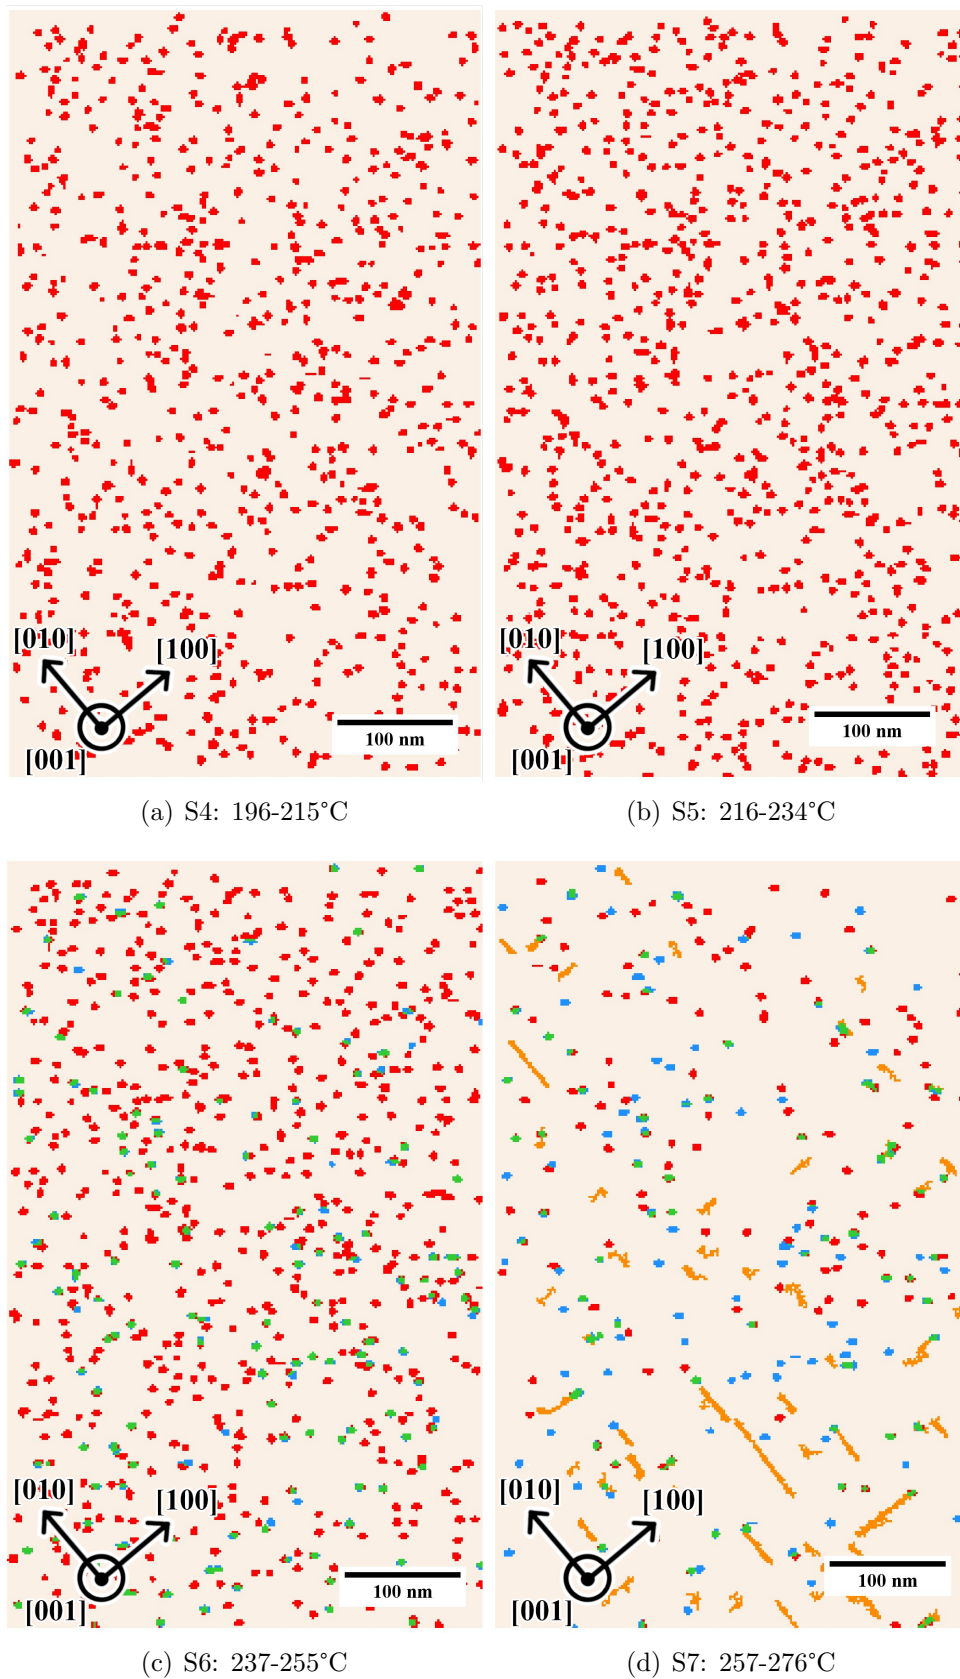 [010]
[100]
[001]
100 nm
(a) S4: 196-215°C
[010]
[100]
[001]
100 nm
(b) S5: 216-234°C
[010]
[100]
[001]
100 nm
(c) S6: 237-255°C
[010]
[100]
[001]
100 nm
(d) S7: 257-276°C